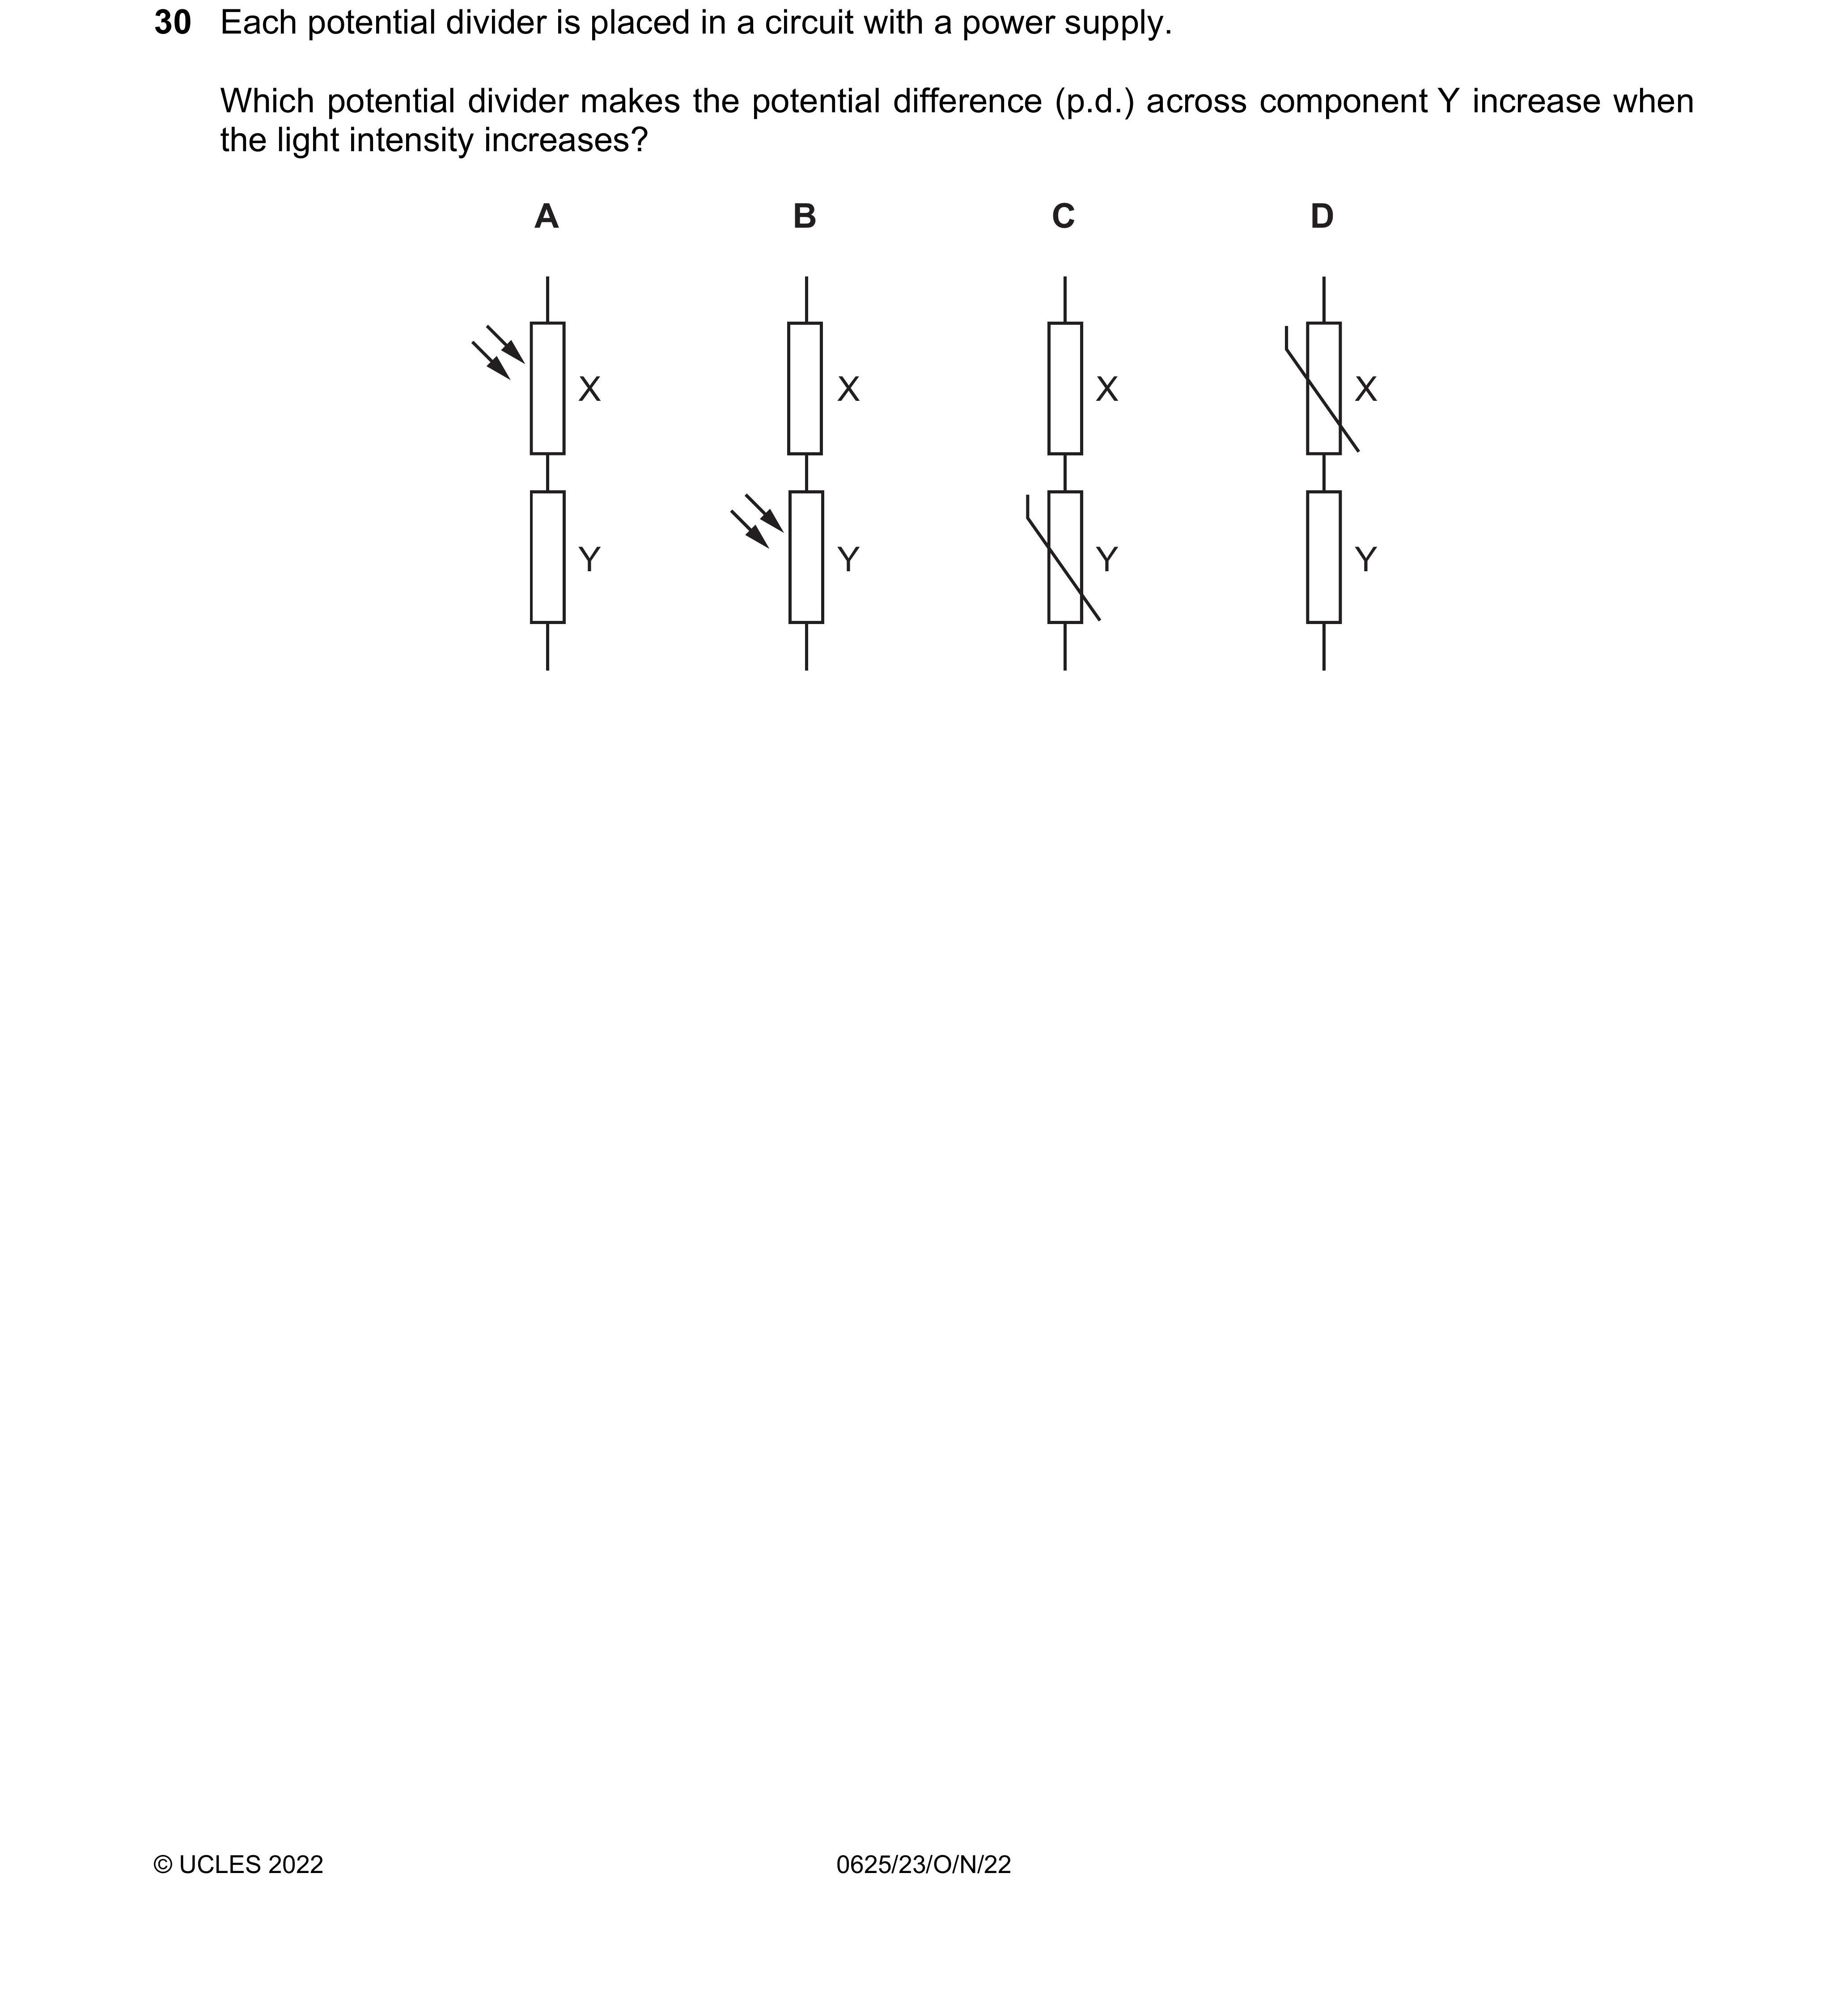 30 Each potential divider is placed in a circuit with a power supply.
Which potential divider makes the potential difference (p.d.) across component Y increase when
the light intensity increases?
A B C D
X X X X
Y Y Y Y
© UCLES 2022 0625/23/O/N/22